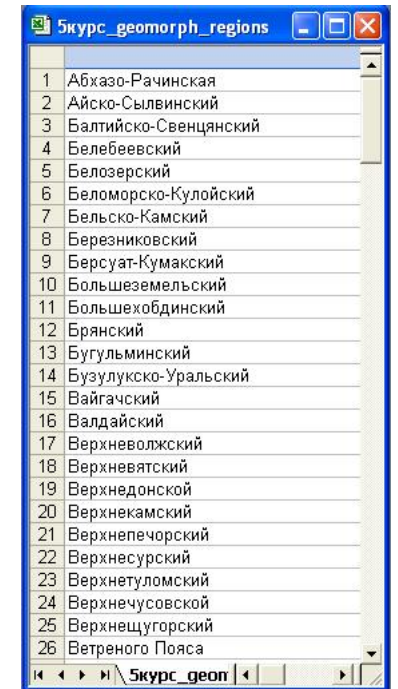 5курс_geomorph_regions
1 Абхазо-Рачинская
2 Айско-Сылвинский
3 Балтийско-Свенцянский
4 Белебеевский
5 Белозерский
6 Беломорско-Кулойский
7 Бельско-Камский
8 Березниковский
9 Берсуат-Кумакский
10 Большеземельский
11 Большехобдинский
12 Брянский
13 Бугульминский
14 Бузулукско-Уральский
15 Вайгачский
16 Валдайский
17 Верхневолжский
18 Верхневятский
19 Верхнедонской
20 Верхнекамский
21 Верхнепечорский
22 Верхнесурский
23 Верхнетуломский
24 Верхнечусовской
25 Верхнещугорский
26 Ветреного Пояса
5курс_geom